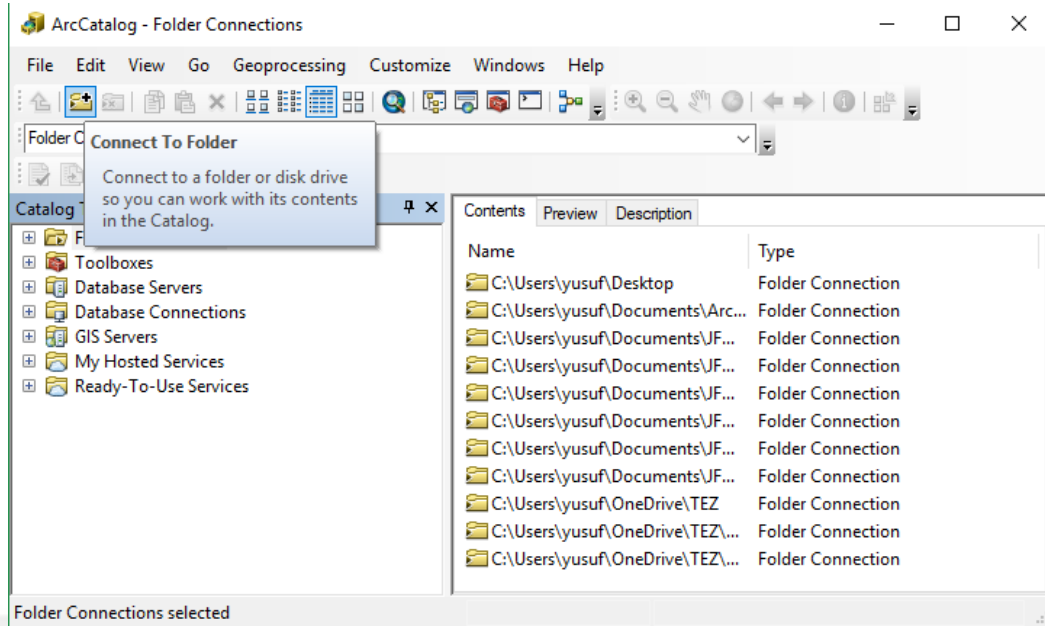 ArcCatalog - Folder Connections
File Edit View Go Geoprocessing Customize Windows Help
Folder C
Connect To Folder
Connect to a folder or disk drive
so you can work with its contents
in the Catalog.
Catalog
F
Toolboxes
Database Servers
Database Connections
GIS Servers
My Hosted Services
Ready-To-Use Services
Contents Preview Description
Name Type
C:\Users\yusuf\Desktop Folder Connection
C:\Users\yusuf\Documents\Arc... Folder Connection
C:\Users\yusuf\Documents\JF... Folder Connection
C:\Users\yusuf\Documents\JF... Folder Connection
C:\Users\yusuf\Documents\JF... Folder Connection
C:\Users\yusuf\Documents\JF... Folder Connection
C:\Users\yusuf\Documents\JF... Folder Connection
C:\Users\yusuf\Documents\JF... Folder Connection
C:\Users\yusuf\OneDrive\TEZ Folder Connection
C:\Users\yusuf\OneDrive\TEZ\... Folder Connection
C:\Users\yusuf\OneDrive\TEZ\... Folder Connection
Folder Connections selected